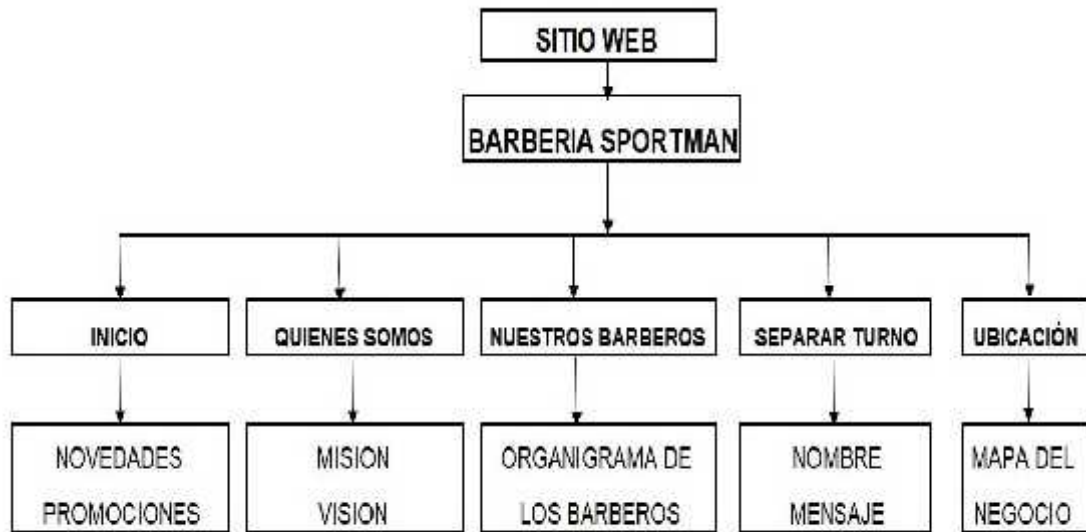 SITIO WEB
BARBERIA SPORTMAN
INICIO
QUIENES SOMOS
NUESTROS BARBEROS
SEPARAR TURNO
UBICACIÓN
NOVEDADES
PROMOCIONES
MISION
VISION
ORGANIGRAMA DE
LOS BARBEROS
NOMBRE
MENSAJE
MAPA DEL
NEGOCIO